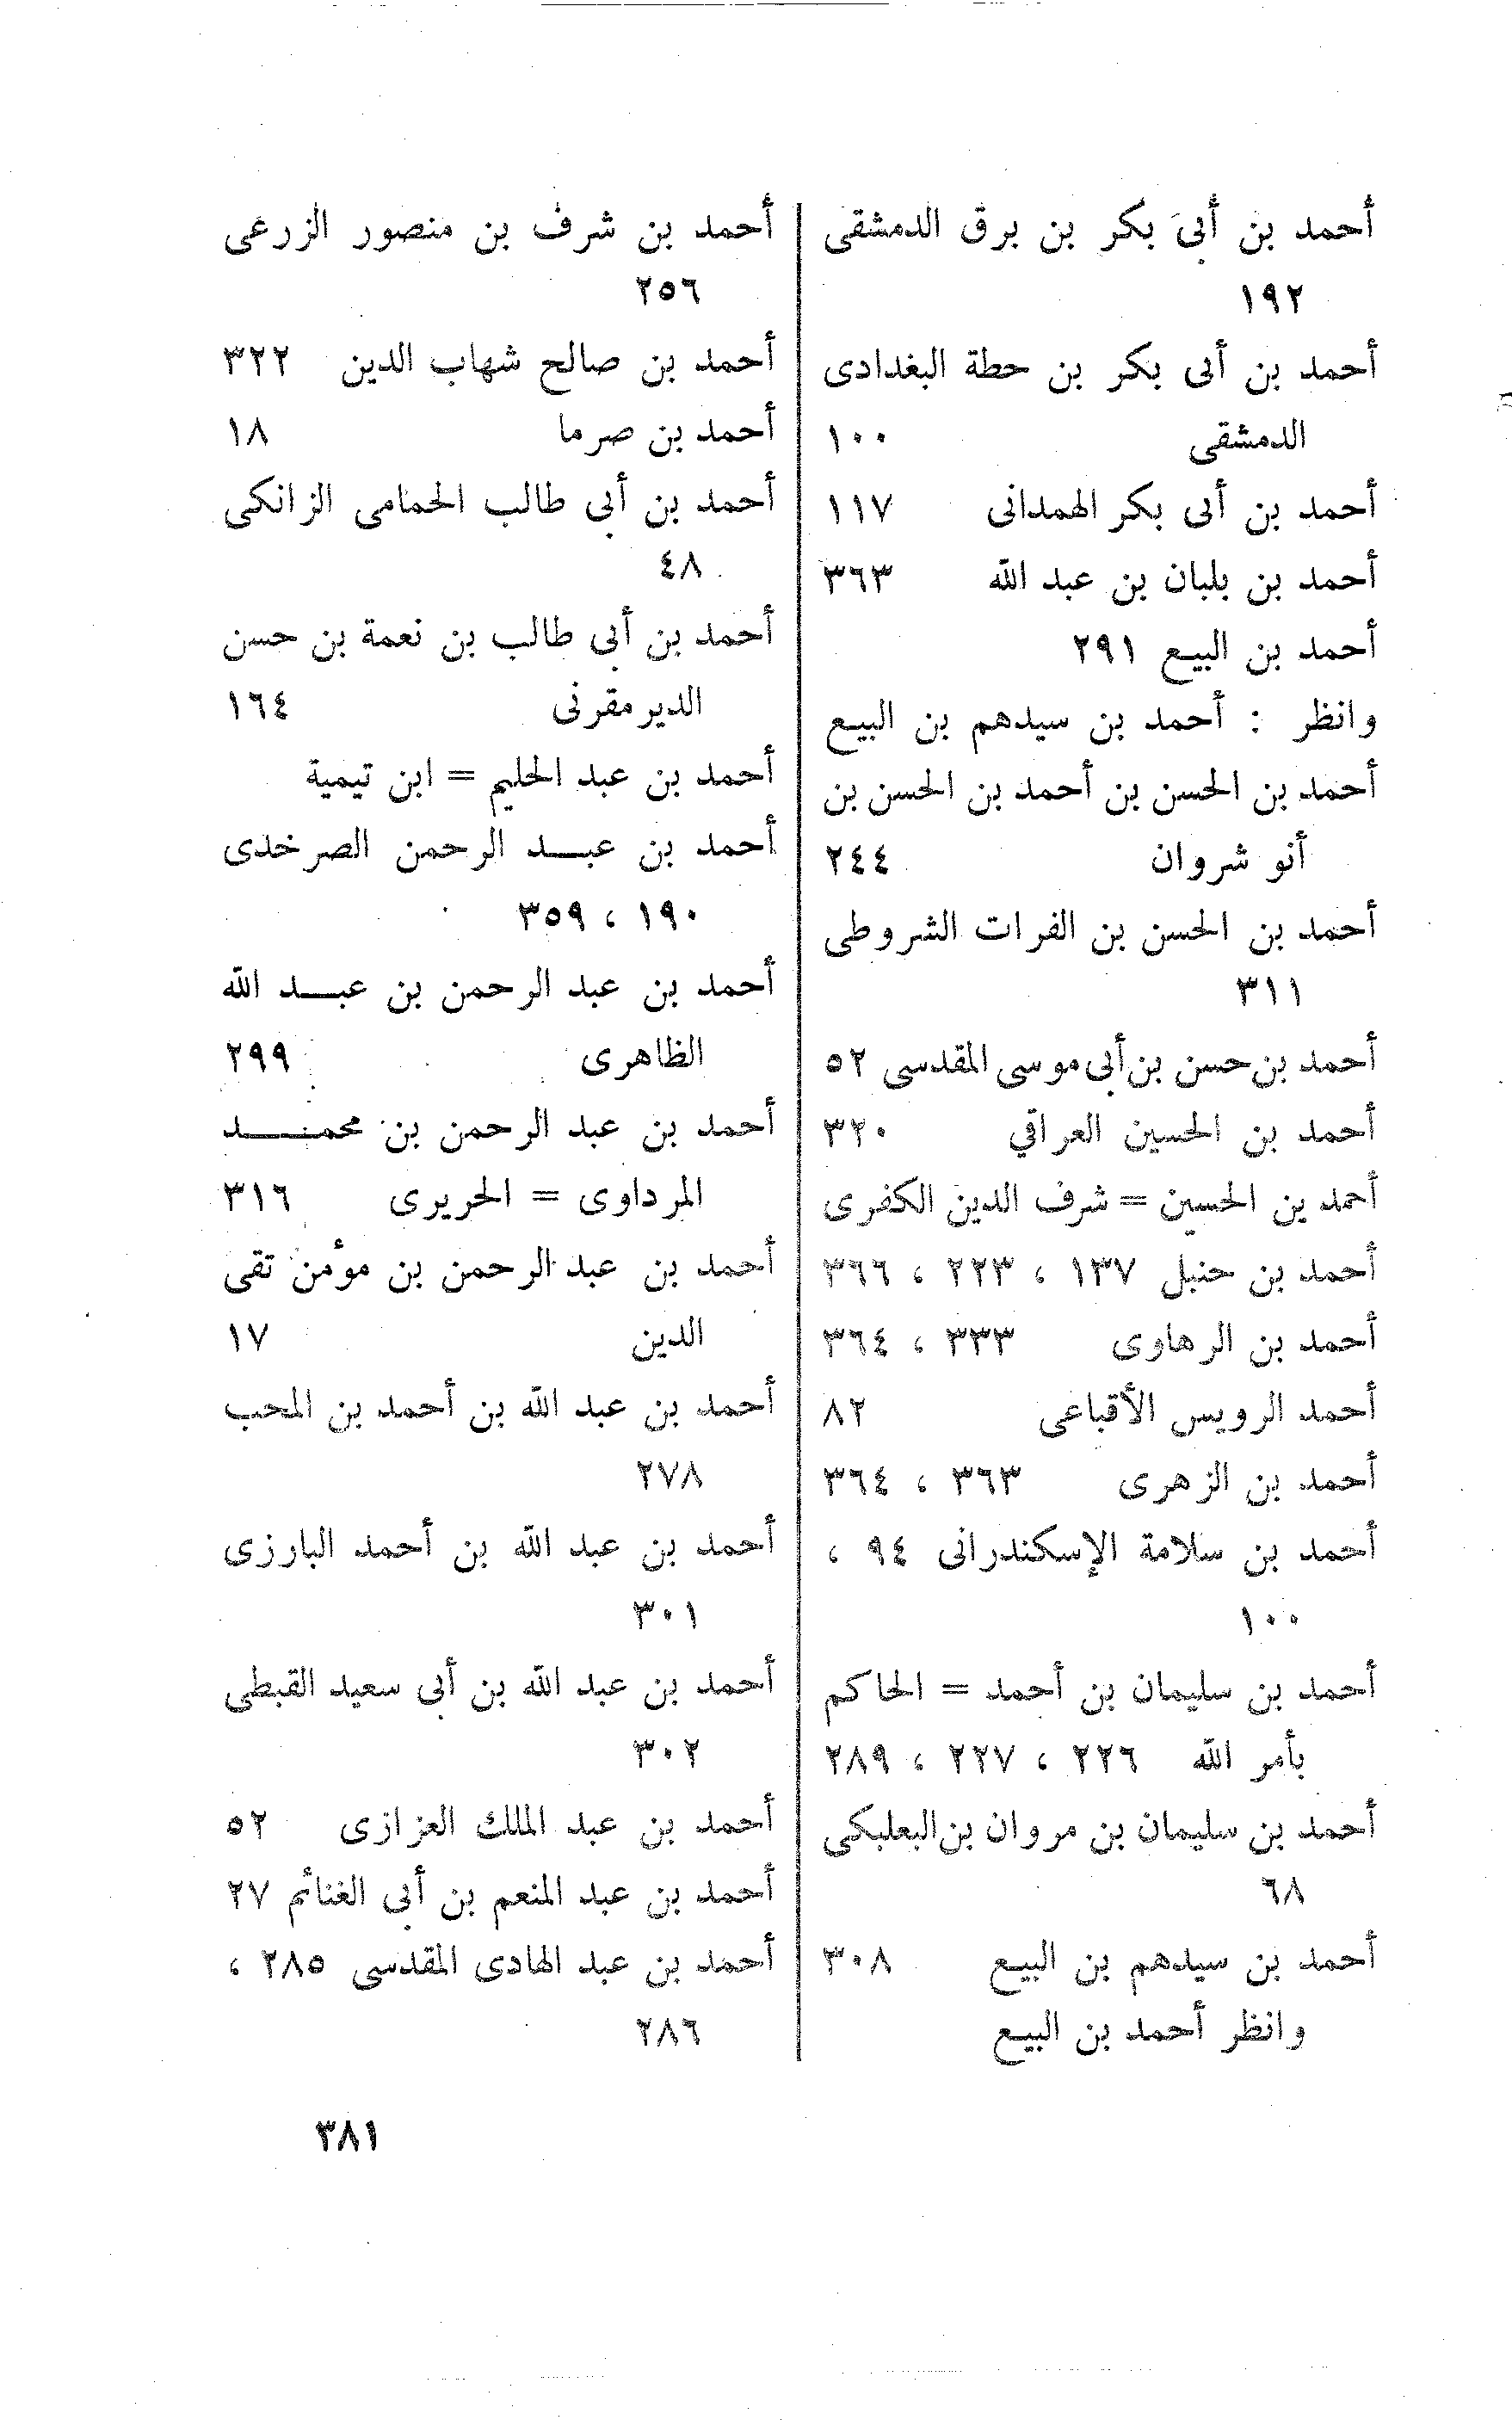 أحمد بن أبى بكر بن برق الدمشقى
١٩٢
أحمد بن أبى بكر بن حطة البغدادى
الدمشقى ١٠٠
أحمد بن أبى بكر الهمدانى ١١٧
أحمد بن بلبان بن عبد الله ٣٦٣
أحمد بن البيع ٢٩١
وانظر : أحمد بن سيدهم بن البيع
أحمد بن الحسن بن أحمد بن الحسن بن
أنو شروان ٢٤٤
أحمد بن الحسن بن الفرات الشروطى
٣١١
أحمد بن حسن بن أبى موسى المقدسى ٥٢
أحمد بن الحسين العراقي ٣٢٠
أحمد بن الحسين = شرف الدين الكفرى
أحمد بن حنبل ١٣٧ ، ٢٢٣ ، ٣٦٦
أحمد بن الرهاوى ٣٣٣ ، ٣٦٤
أحمد الرويس الأقباعى ٨٢
أحمد بن الزهرى ٣٦٣ ، ٣٦٤
أحمد بن سلامة الإسكندرانى ٩٤ ،
١٠٠
أحمد بن سليمان بن أحمد = الحاكم
بأمر الله ٢٢٦ ، ٢٢٧ ، ٢٨٩
أحمد بن سليمان بن مروان بن البعلبكى
٦٨
أحمد بن سيدهم بن البيع ٣٠٨
وانظر أحمد بن البيع
أحمد بن شرف بن منصور الزرعى
٢٥٦
أحمد بن صالح شهاب الدين ٣٢٢
أحمد بن صرما ١٨
أحمد بن أبي طالب الحمامى الزانكى
٤٨
أحمد بن أبى طالب بن نعمة بن حسن
الديرمقرنى ١٦٤
أحمد بن عبد الحليم = ابن تيمية
أحمد بن عبد الرحمن الصرخدى
١٩٠ ، ٣٥٩
أحمد بن عبد الرحمن بن عبد الله
الظاهرى ٢٩٩
أحمد بن عبد الرحمن بن محمد
المرداوى = الحريرى ٣١٦
أحمد بن عبد الرحمن بن مؤمن تقى
الدين ١٧
أحمد بن عبد الله بن أحمد بن المحب
٢٧٨
أحمد بن عبد الله بن أحمد البارزى
٣٠١
أحمد بن عبد الله بن أبى سعيد القبطى
٣٠٢
أحمد بن عبد الملك العزازى ٥٢
أحمد بن عبد المنعم بن أبى الغنائم ٢٧
أحمد بن عبد الهادى المقدسى ٢٨٥ ،
٢٨٦
٣٨١